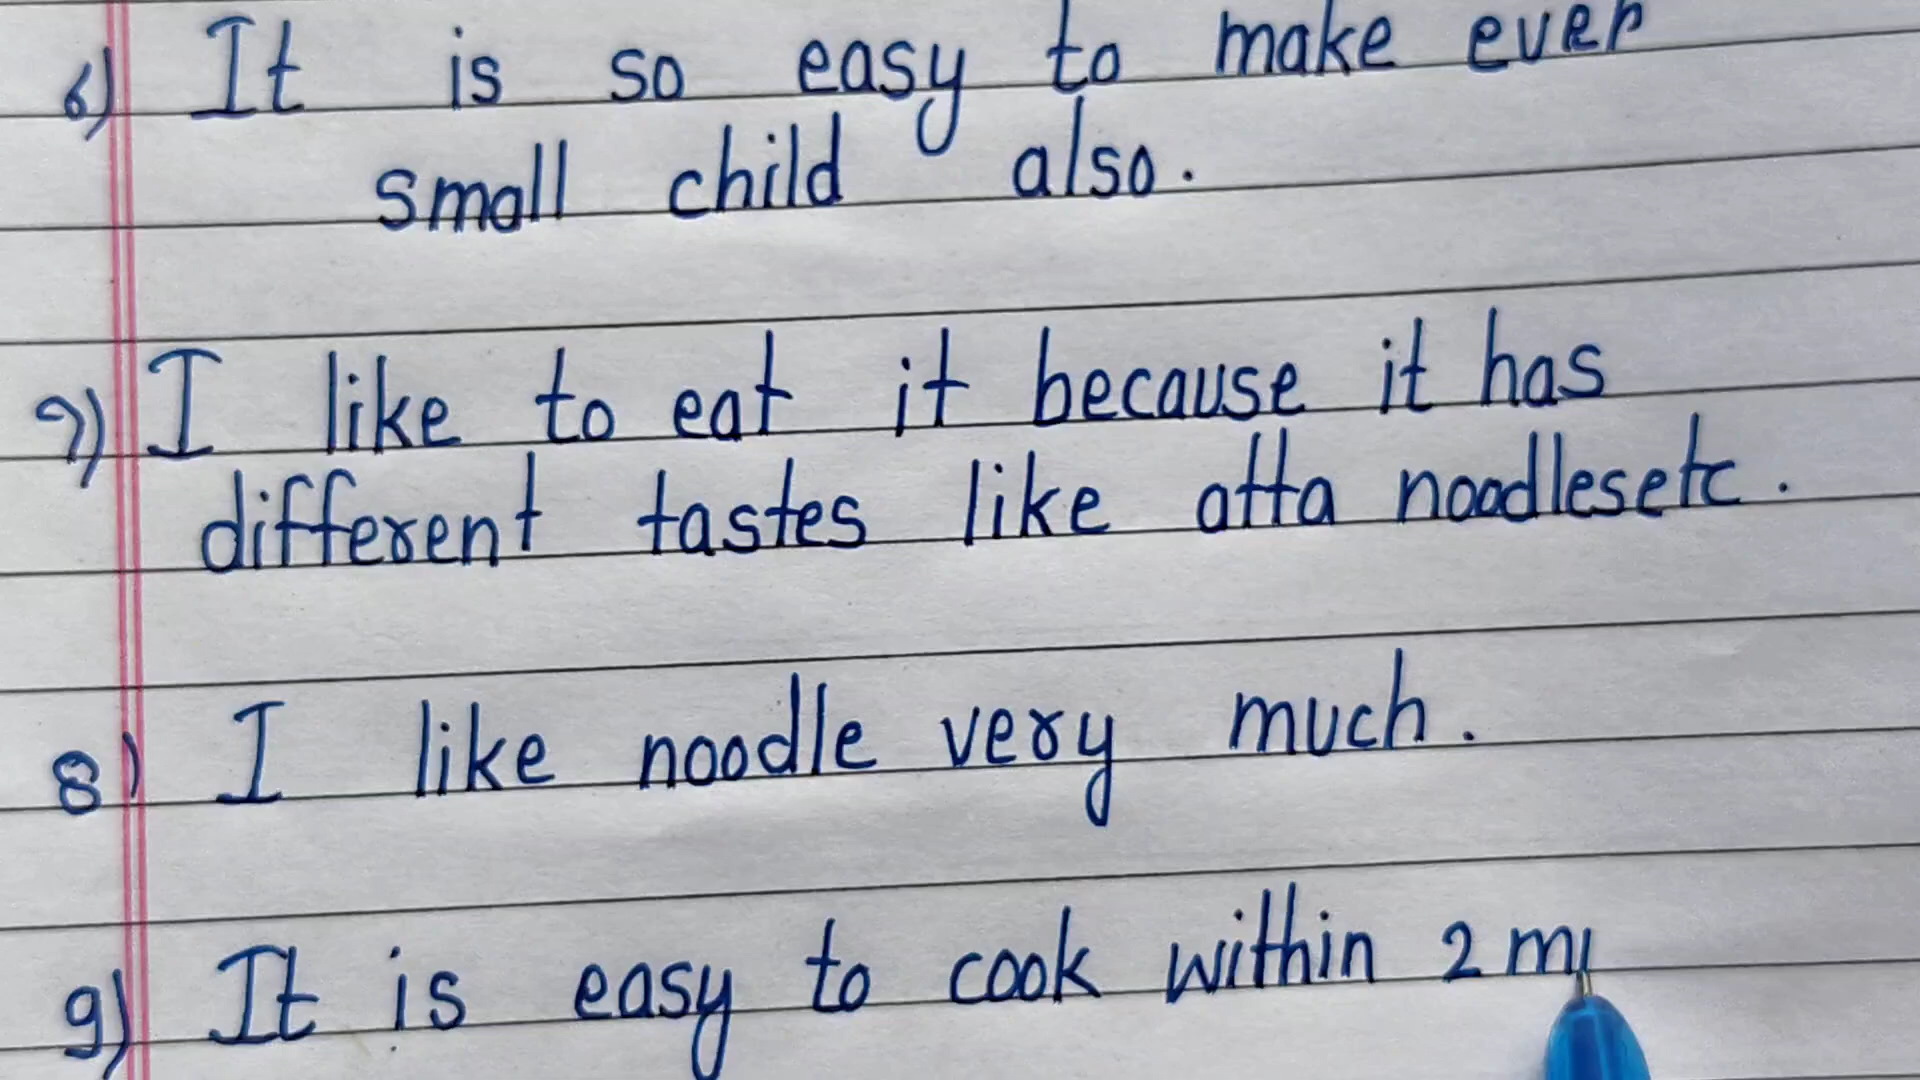 6) It is so easy to make even
small child also.
7) I like to eat it because it has
different tastes like atta noodlesetc.
8) I like noodle very much.
9) It is easy to cook within 2 mi